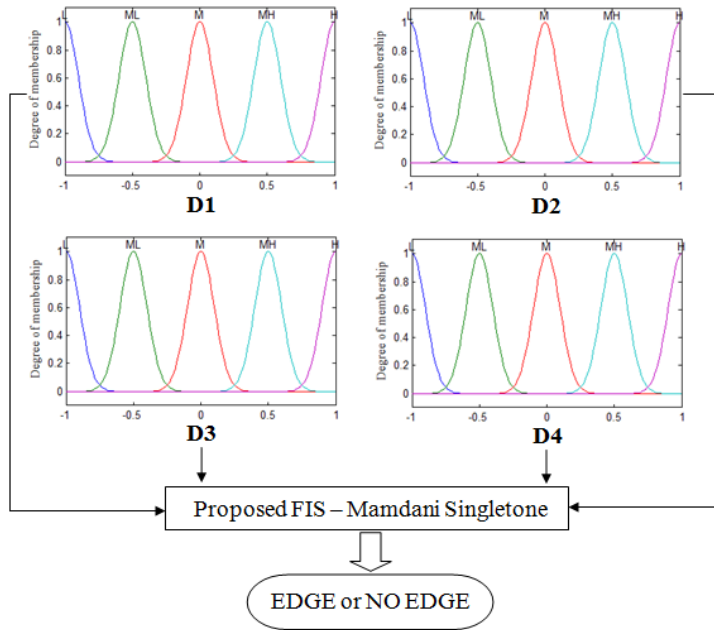 L ML M MH H
Degree of membership
1
0.8
0.6
0.4
0.2
0
-1 -0.5 0 0.5 1
D1
L ML M MH H
Degree of membership
1
0.8
0.6
0.4
0.2
0
-1 -0.5 0 0.5 1
D2
L ML M MH H
Degree of membership
1
0.8
0.6
0.4
0.2
0
-1 -0.5 0 0.5 1
D3
L ML M MH H
Degree of membership
1
0.8
0.6
0.4
0.2
0
-1 -0.5 0 0.5 1
D4
Proposed FIS – Mamdani Singletone
EDGE or NO EDGE